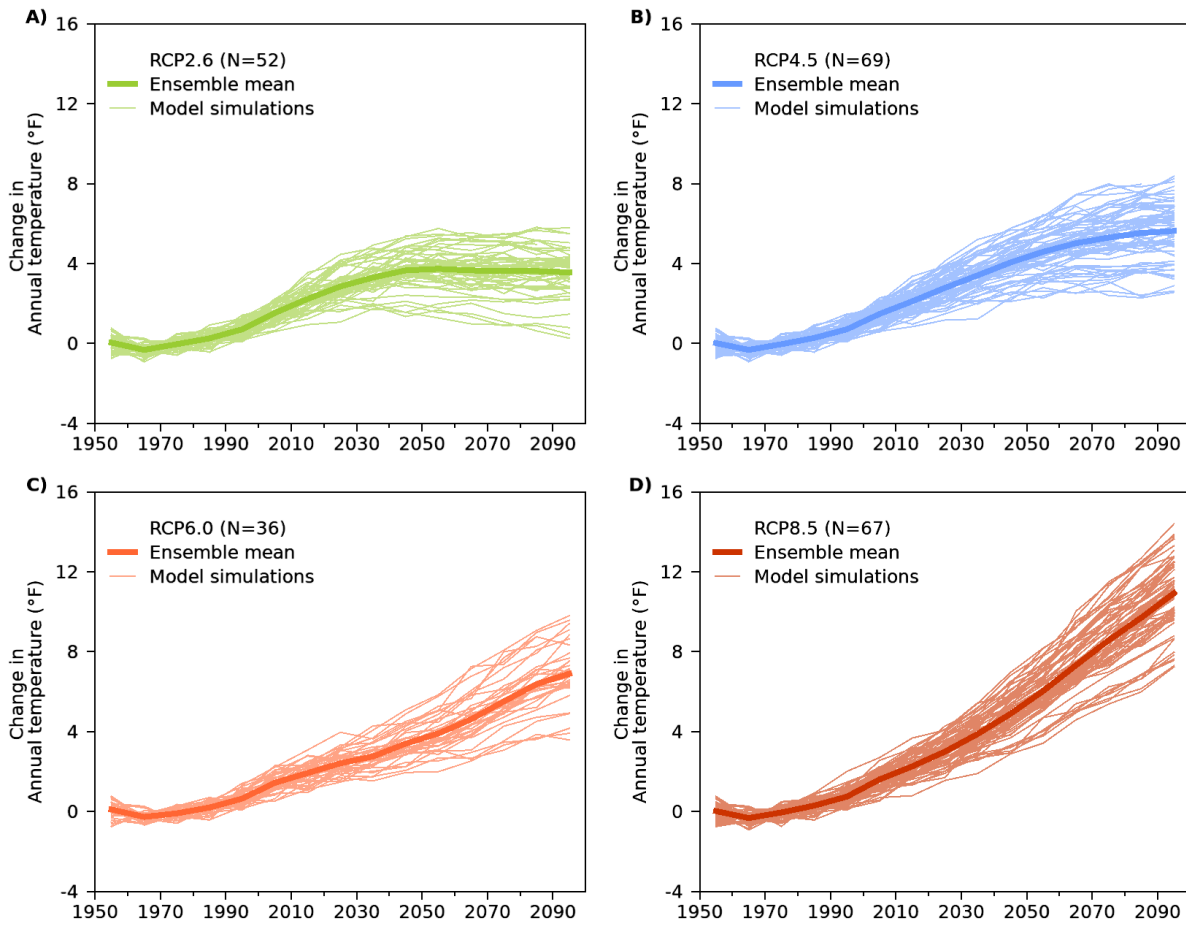 A)
16
12
8
4
0
-4
Change in
Annual temperature (°F)
RCP2.6 (N=52)
Ensemble mean
Model simulations
1950 1970 1990 2010 2030 2050 2070 2090
B)
16
12
8
4
0
-4
Change in
Annual temperature (°F)
RCP4.5 (N=69)
Ensemble mean
Model simulations
1950 1970 1990 2010 2030 2050 2070 2090
C)
16
12
8
4
0
-4
Change in
Annual temperature (°F)
RCP6.0 (N=36)
Ensemble mean
Model simulations
1950 1970 1990 2010 2030 2050 2070 2090
D)
16
12
8
4
0
-4
Change in
Annual temperature (°F)
RCP8.5 (N=67)
Ensemble mean
Model simulations
1950 1970 1990 2010 2030 2050 2070 2090